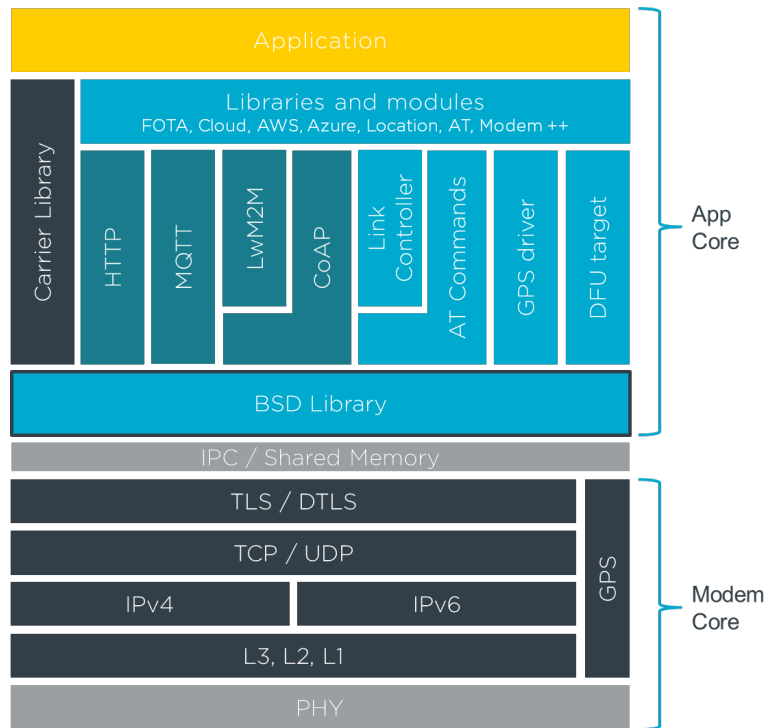 Application
Carrier Library
Libraries and modules
FOTA, Cloud, AWS, Azure, Location, AT, Modem ++
HTTP
MQTT
LwM2M
CoAP
Link
Controller
AT Commands
GPS driver
DFU target
App
Core
BSD Library
IPC / Shared Memory
TLS / DTLS
TCP / UDP
IPv4
IPv6
L3, L2, L1
GPS
Modem
Core
PHY